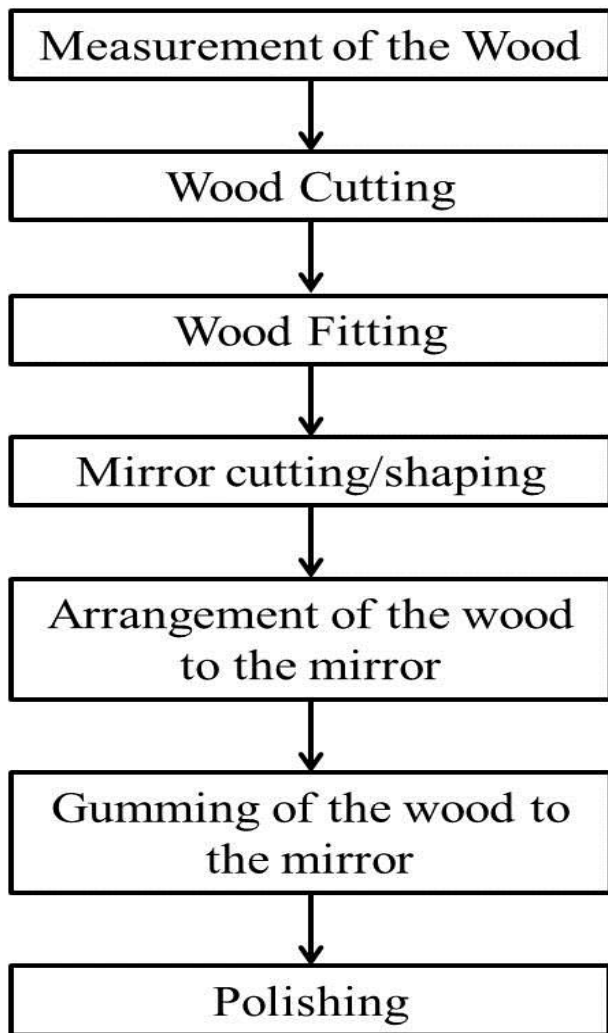 Measurement of the Wood
Wood Cutting
Wood Fitting
Mirror cutting/shaping
Arrangement of the wood
to the mirror
Gumming of the wood to
the mirror
Polishing